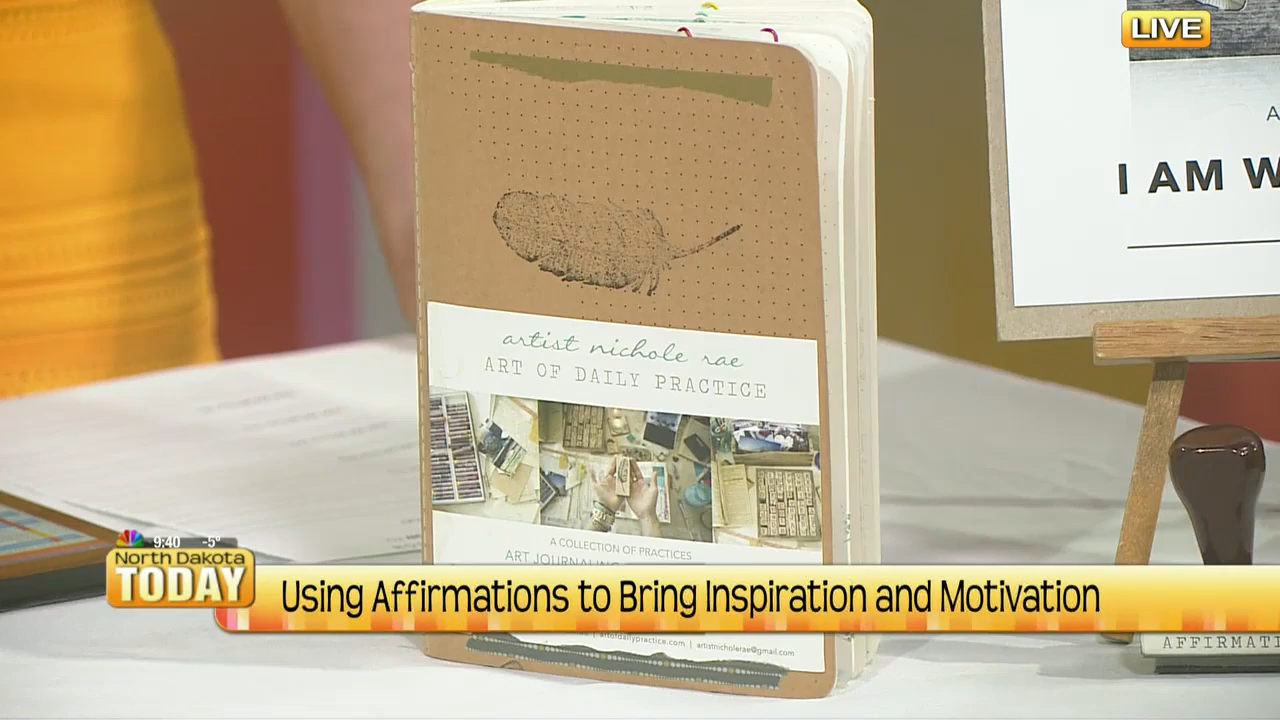 LIVE
A
I AM W
artist nichole rae
ART OF DAILY PRACTICE
A COLLECTION OF PRACTICES
ART JOURNALING
9:40 -5°
North Dakota
TODAY
Using Affirmations to Bring Inspiration and Motivation
| artofdailypractice.com | artistnicholerae@gmail.com
AFFIRMATI